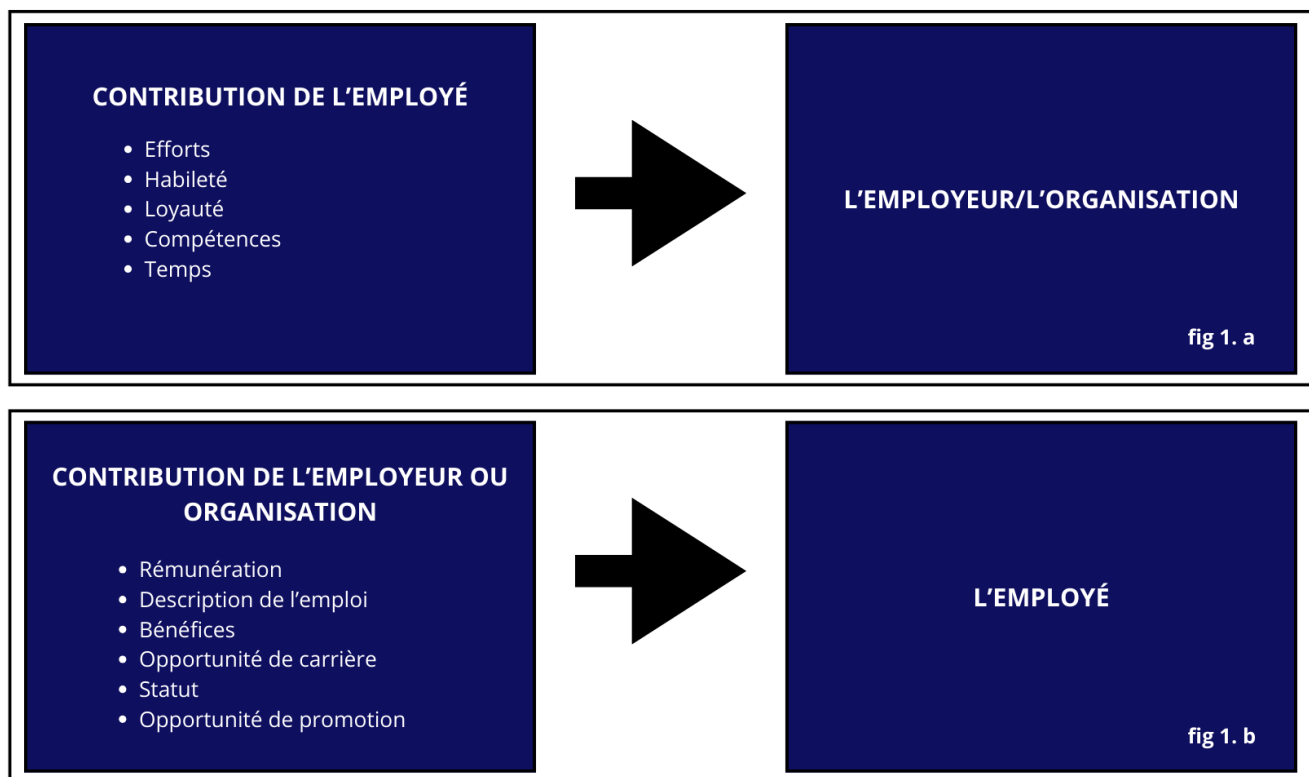 CONTRIBUTION DE L’EMPLOYÉ
• Efforts
• Habileté
• Loyauté
• Compétences
• Temps
L’EMPLOYEUR/L’ORGANISATION
fig 1. a
CONTRIBUTION DE L’EMPLOYEUR OU
ORGANISATION
• Rémunération
• Description de l’emploi
• Bénéfices
• Opportunité de carrière
• Statut
• Opportunité de promotion
L’EMPLOYÉ
fig 1. b